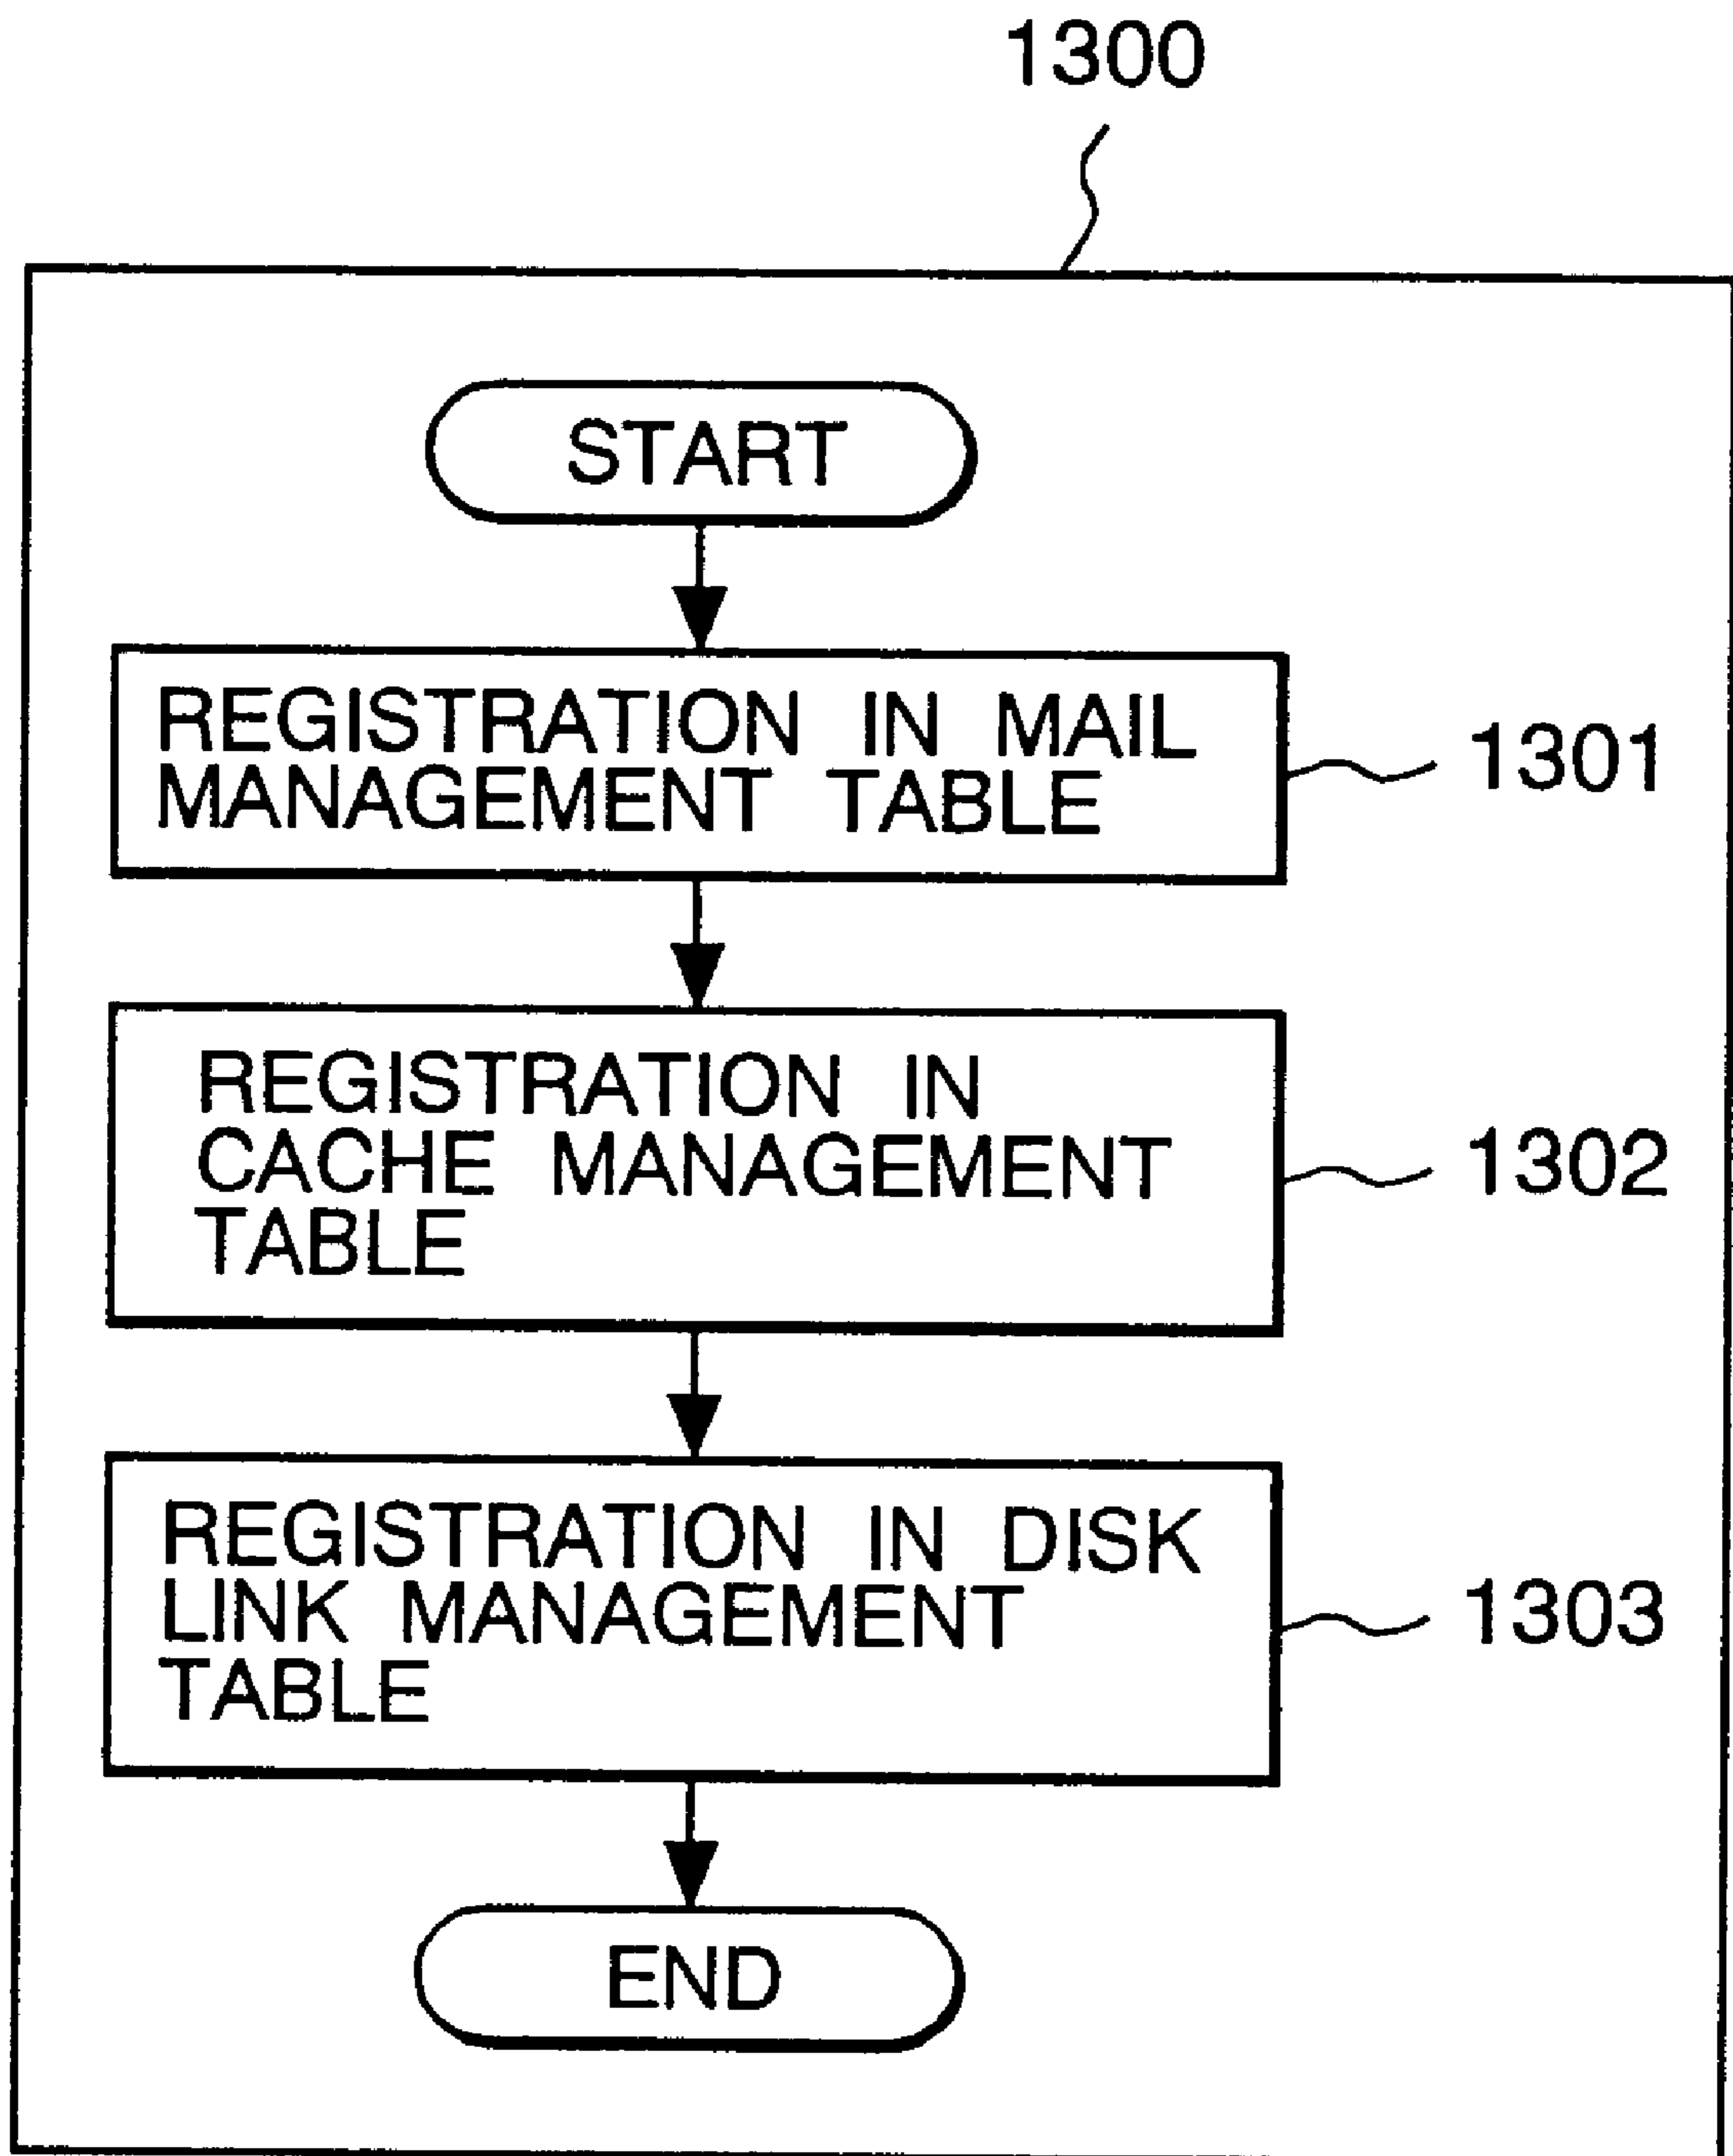 1300
START
REGISTRATION IN MAIL
MANAGEMENT TABLE
1301
REGISTRATION IN
CACHE MANAGEMENT
TABLE
1302
REGISTRATION IN DISK
LINK MANAGEMENT
TABLE
1303
END